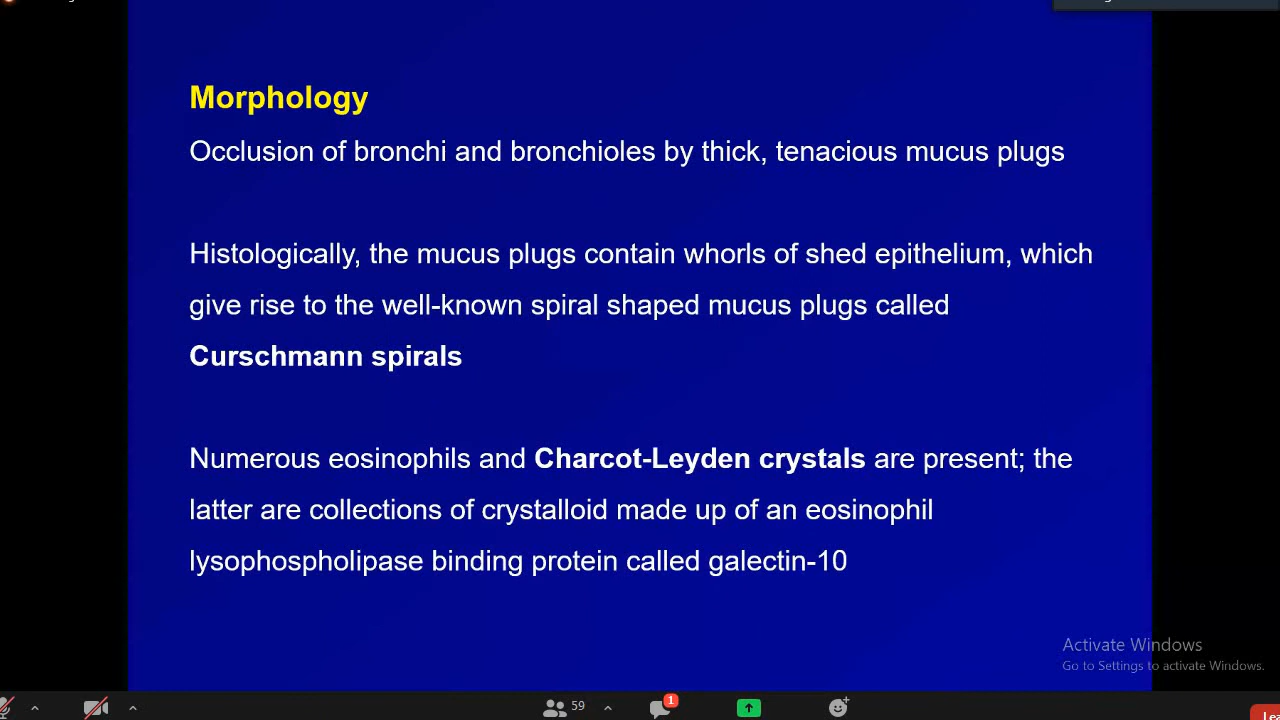 Morphology
Occlusion of bronchi and bronchioles by thick, tenacious mucus plugs
Histologically, the mucus plugs contain whorls of shed epithelium, which
give rise to the well-known spiral shaped mucus plugs called
Curschmann spirals
Numerous eosinophils and Charcot-Leyden crystals are present; the
latter are collections of crystalloid made up of an eosinophil
lysophospholipase binding protein called galectin-10
Activate Windows
Go to Settings to activate Windows.
59
1